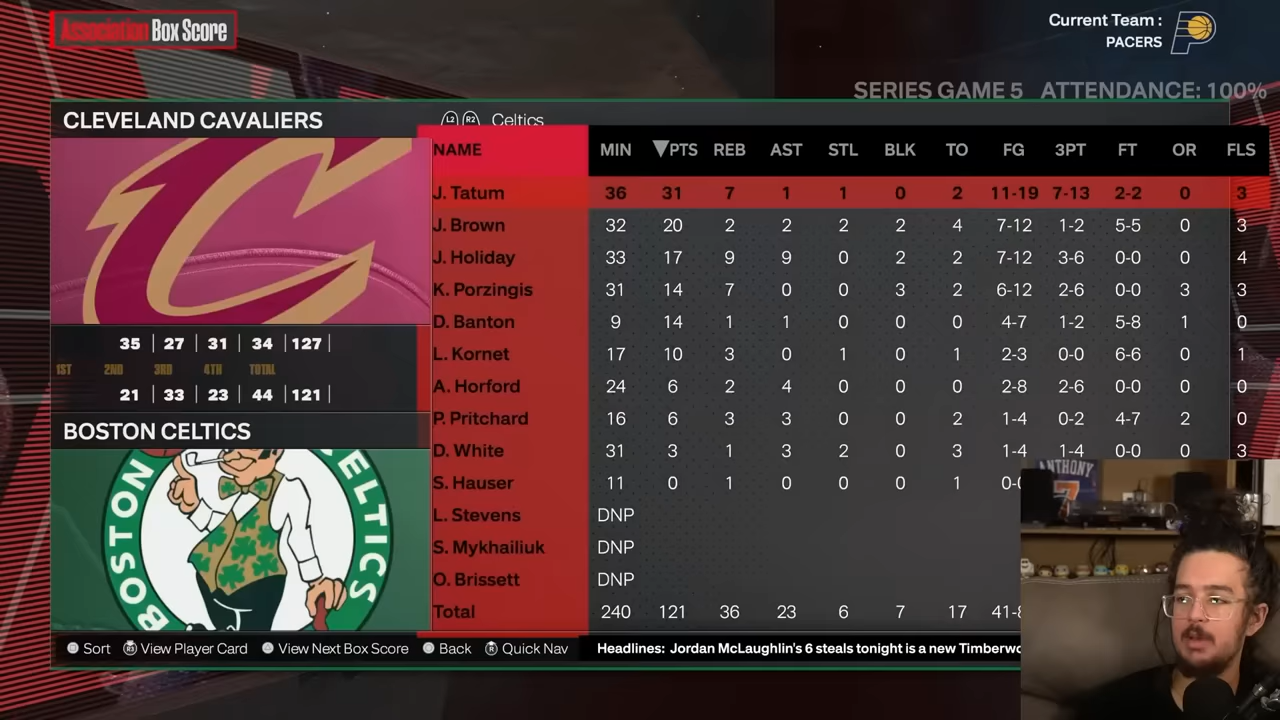 Association Box Score
Current Team :
PACERS
SERIES GAME 5 ATTENDANCE: 100%
CLEVELAND CAVALIERS
L2 R2 Celtics
NAME MIN PTS REB AST STL BLK TO FG 3PT FT OR FLS
J. Tatum 36 31 7 1 1 0 2 11-19 7-13 2-2 0 3
J. Brown 32 20 2 2 2 2 4 7-12 1-2 5-5 0 3
J. Holiday 33 17 9 9 0 2 2 7-12 3-6 0-0 0 4
K. Porzingis 31 14 7 0 0 3 2 6-12 2-6 0-0 3 3
D. Banton 9 14 1 1 0 0 0 4-7 1-2 5-8 1 0
L. Kornet 17 10 3 0 1 0 1 2-3 0-0 6-6 0 1
A. Horford 24 6 2 4 0 0 0 2-8 2-6 0-0 0 0
P. Pritchard 16 6 3 3 0 0 2 1-4 0-2 4-7 2 0
D. White 31 3 1 3 2 0 3 1-4 1-4 0-0 0 3
S. Hauser 11 0 1 0 0 0 1
L. Stevens DNP
S. Mykhailiuk DNP
O. Brissett DNP
Total 240 121 36 23 6 7 17
35 27 31 34 127
1ST 2ND 3RD 4TH TOTAL
21 33 23 44 121
BOSTON CELTICS
BOSTON CELTICS
ANTHONY
7
Sort View Player Card View Next Box Score Back Quick Nav
Headlines: Jordan McLaughlin's 6 steals tonight is a new